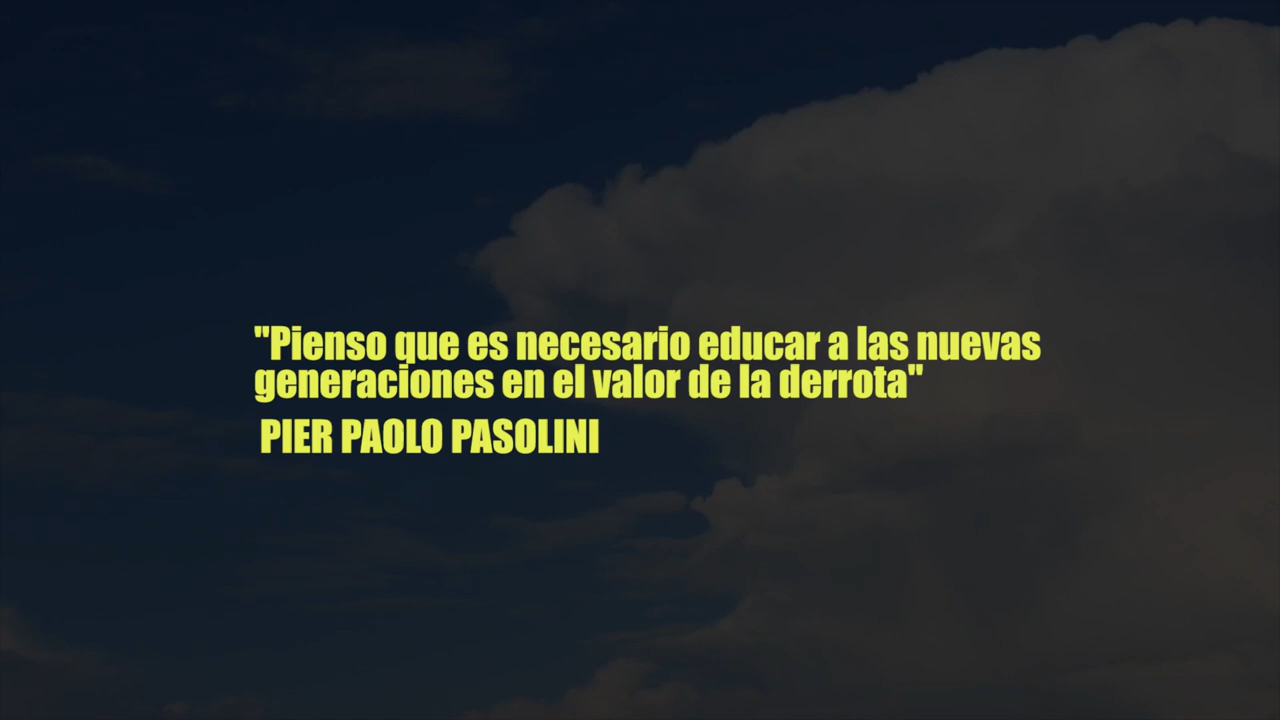 "Pienso que es necesario educar a las nuevas
generaciones en el valor de la derrota"
PIER PAOLO PASOLINI